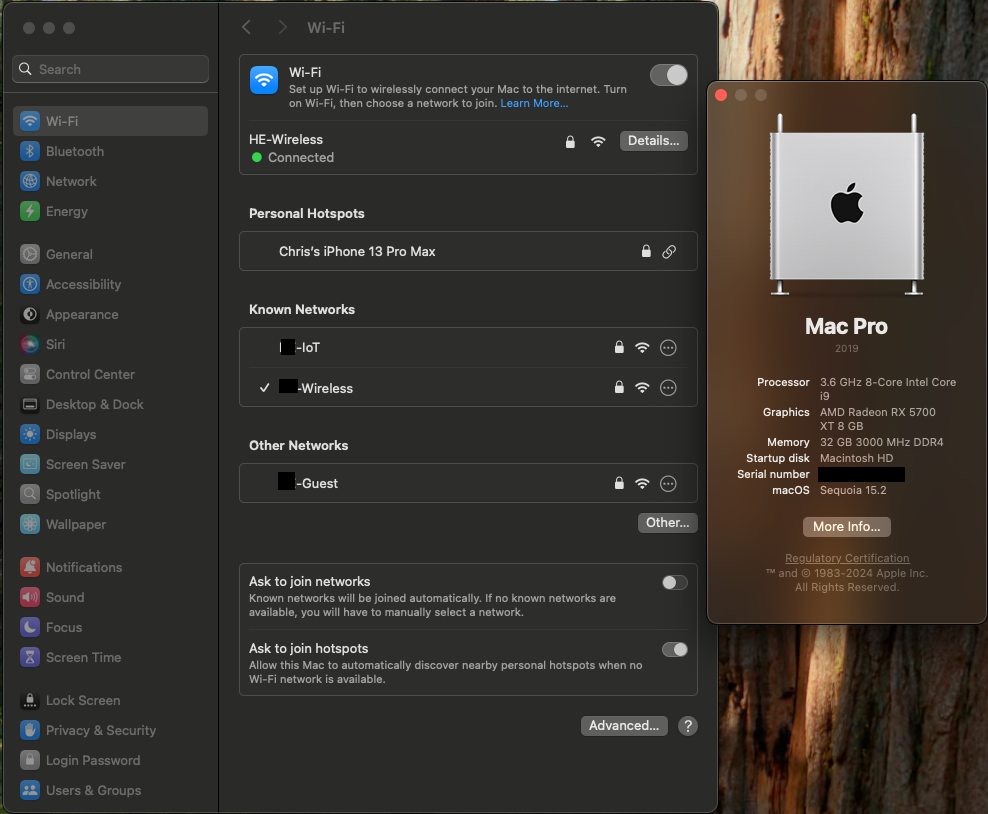 Wi-Fi
Search
Wi-Fi
Bluetooth
Network
Energy
General
Accessibility
Appearance
Siri
Control Center
Desktop & Dock
Displays
Screen Saver
Spotlight
Wallpaper
Notifications
Sound
Focus
Screen Time
Lock Screen
Privacy & Security
Login Password
Users & Groups
Wi-Fi
Set up Wi-Fi to wirelessly connect your Mac to the internet. Turn
on Wi-Fi, then choose a network to join. Learn More...
HE-Wireless
Connected
Details...
Personal Hotspots
Chris's iPhone 13 Pro Max
Known Networks
-IoT
-Wireless
Other Networks
-Guest
Other...
Ask to join networks
Known networks will be joined automatically. If no known networks are
available, you will have to manually select a network.
Ask to join hotspots
Allow this Mac to automatically discover nearby personal hotspots when no
Wi-Fi network is available.
Advanced...
?
Mac Pro
2019
Processor 3.6 GHz 8-Core Intel Core
i9
Graphics AMD Radeon RX 5700
XT 8 GB
Memory 32 GB 3000 MHz DDR4
Startup disk Macintosh HD
Serial number
macOS Sequoia 15.2
More Info...
Regulatory Certification
™ and © 1983-2024 Apple Inc.
All Rights Reserved.